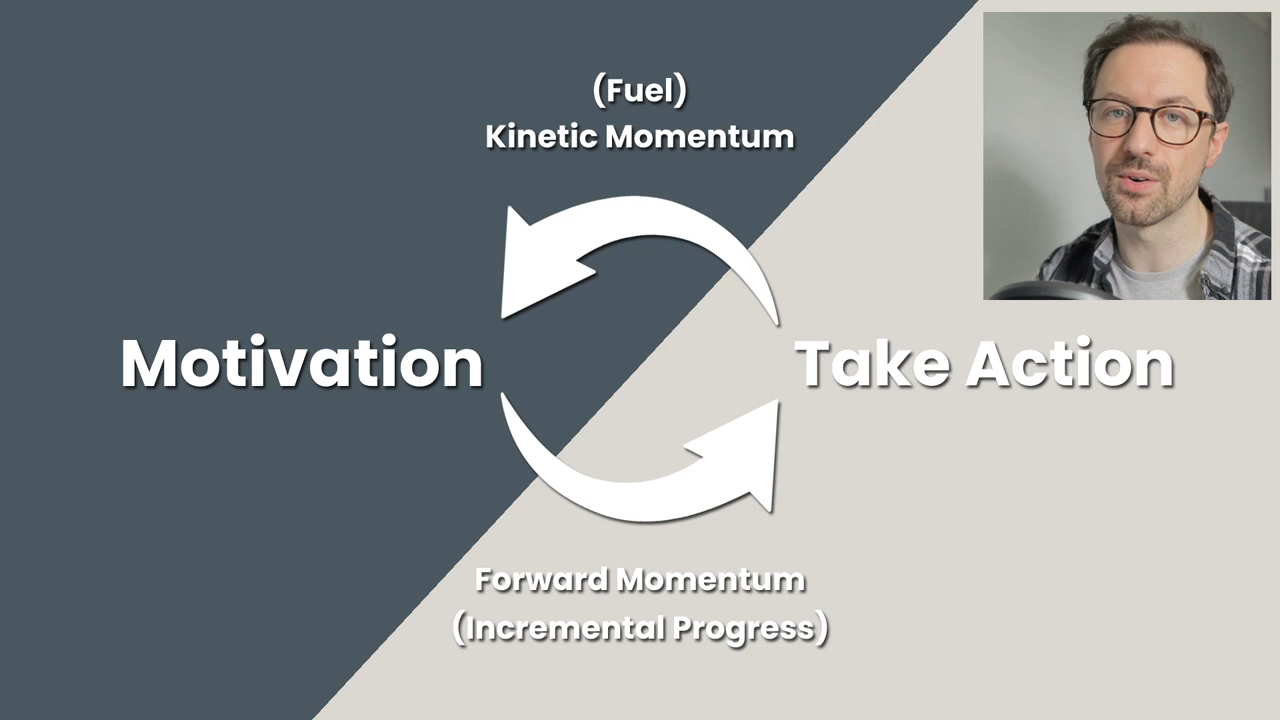 (Fuel)
Kinetic Momentum
Motivation
Take Action
Forward Momentum
(Incremental Progress)